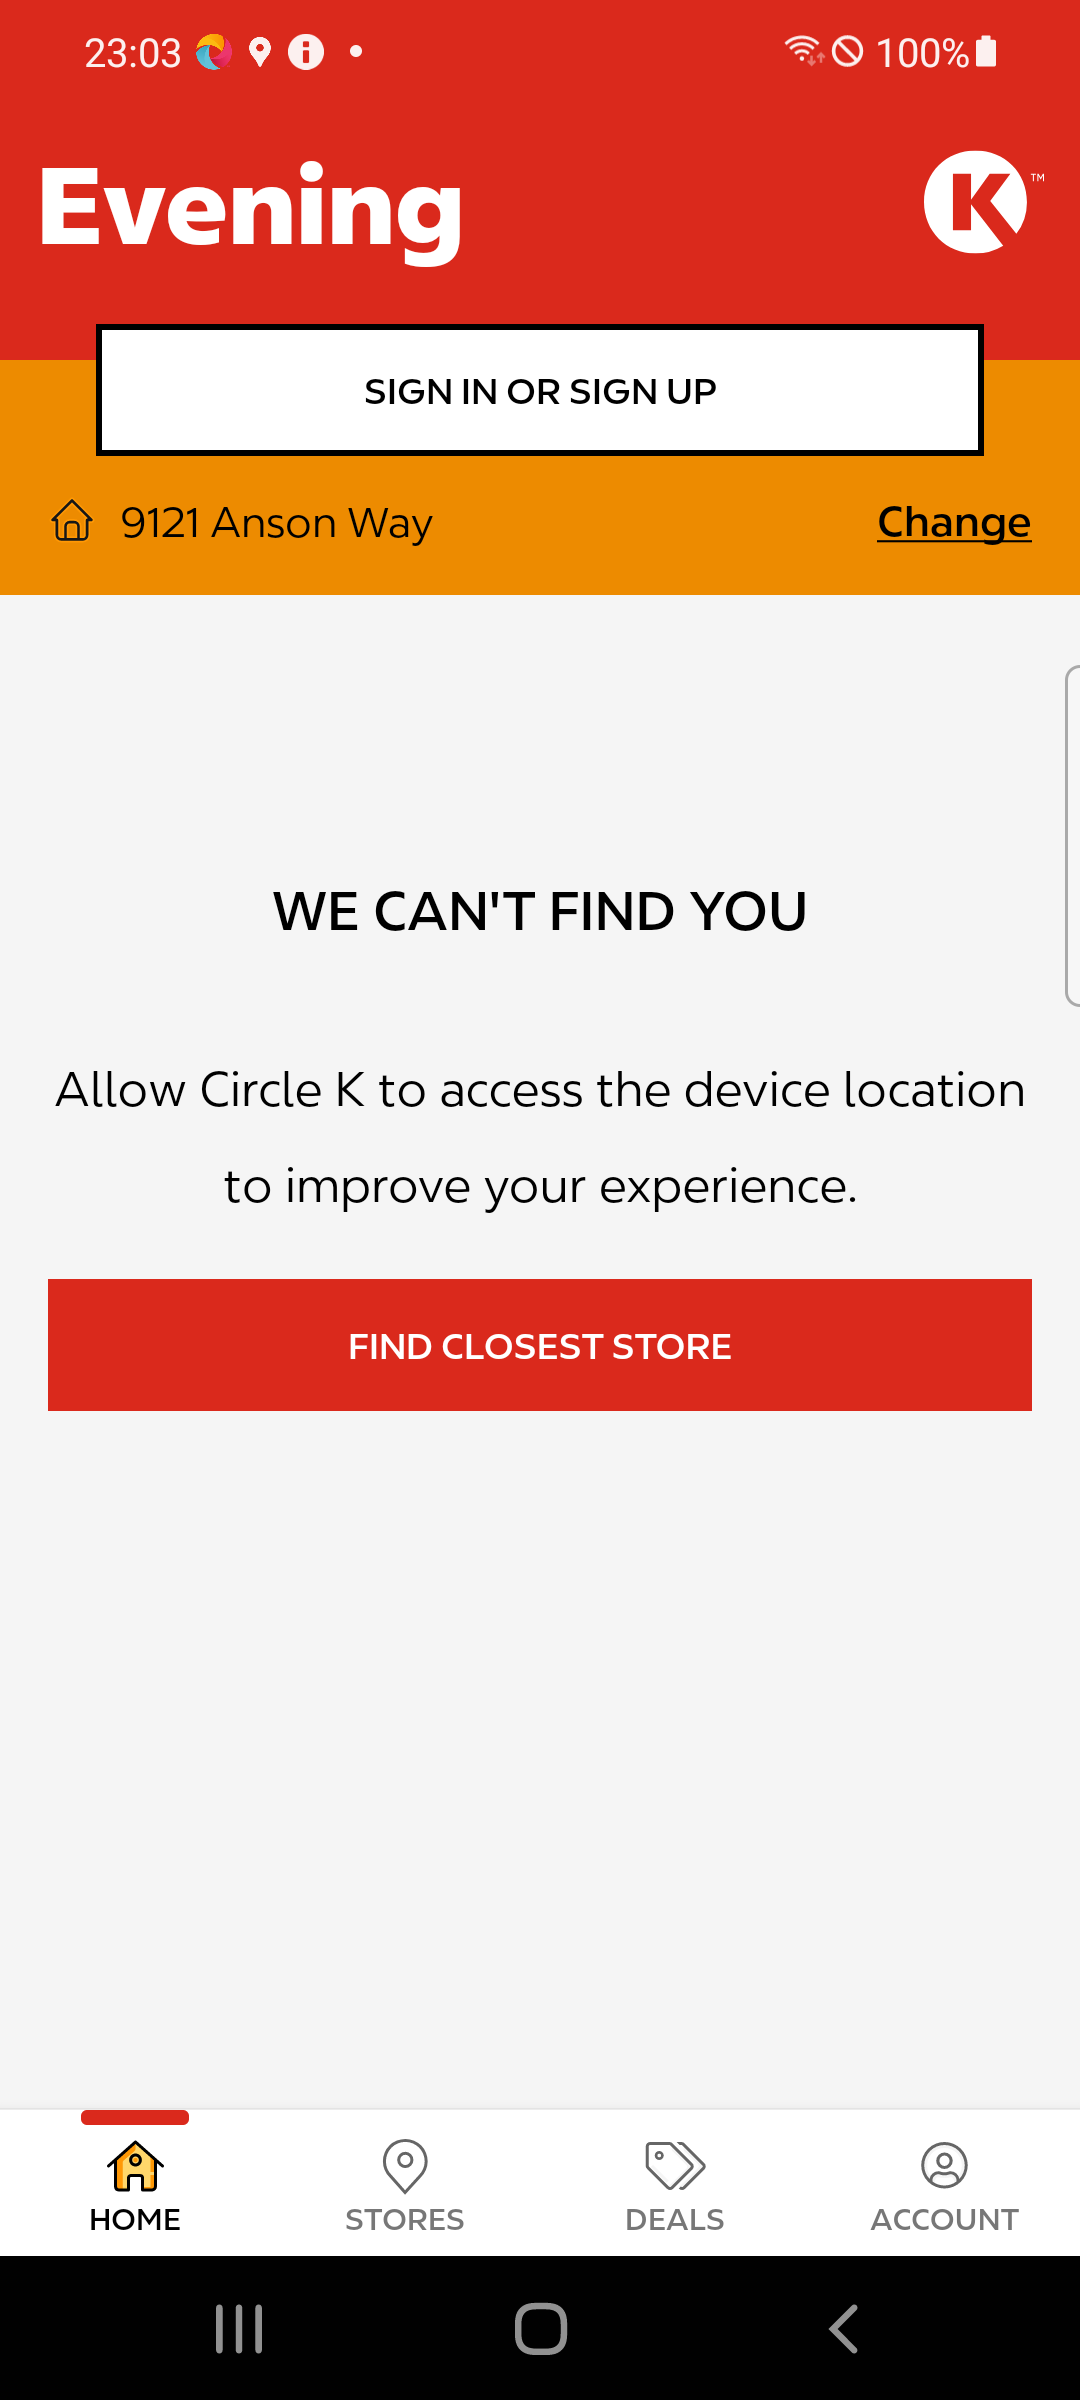 23:03
100%
Evening
K™
SIGN IN OR SIGN UP
9121 Anson Way
Change
WE CAN'T FIND YOU
Allow Circle K to access the device location
to improve your experience.
FIND CLOSEST STORE
HOME
STORES
DEALS
ACCOUNT